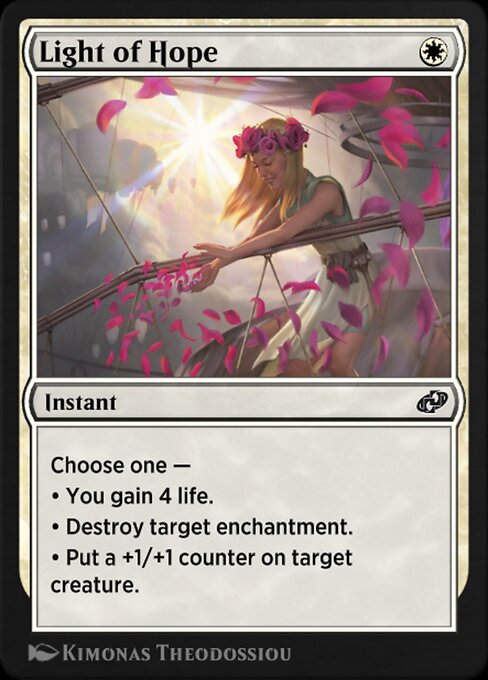 Light of Hope
Instant
Choose one —
• You gain 4 life.
• Destroy target enchantment.
• Put a +1/+1 counter on target
creature.
Kimonas Theodossiou